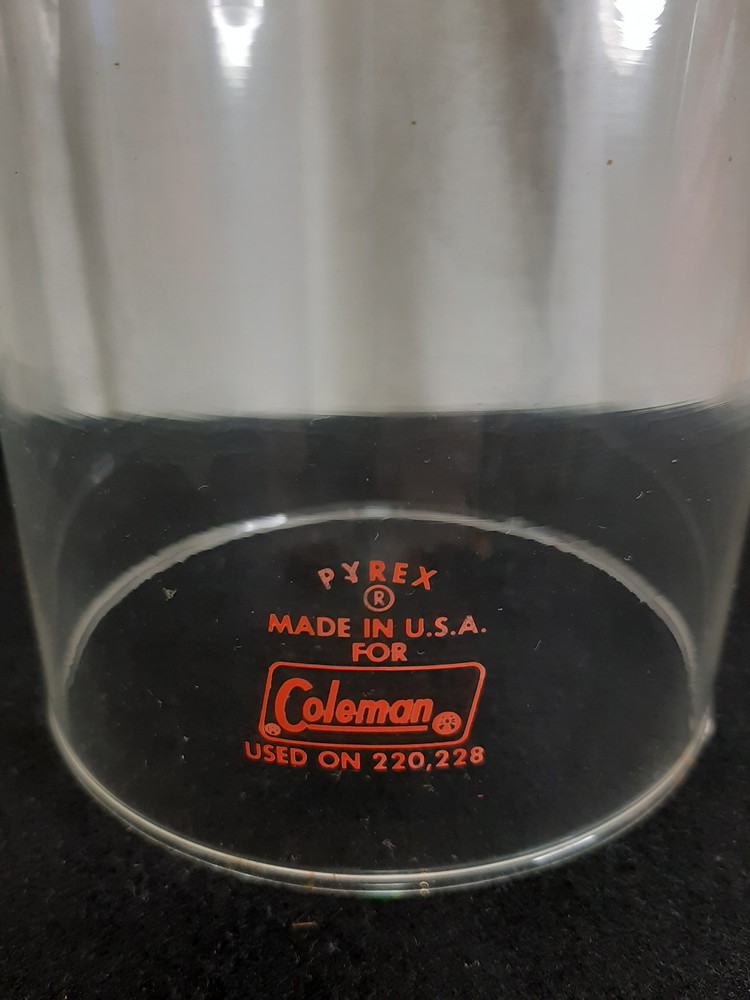 PYREX
®
MADE IN U.S.A.
FOR
Coleman
®
USED ON 220,228